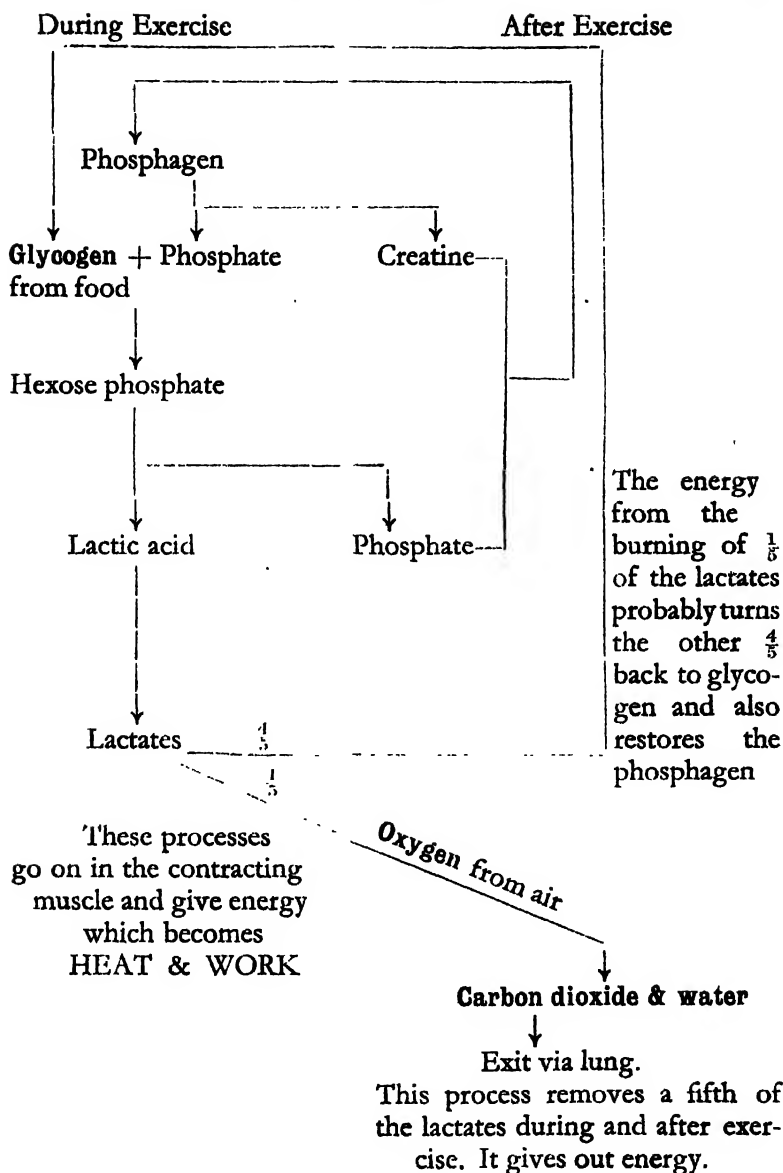 During Exercise After Exercise
Phosphagen
Glycogen + Phosphate Creatine
from food
Hexose phosphate
Lactic acid Phosphate
The energy
from the
burning of 1/5
of the lactates
probably turns
the other 4/5
back to glyco-
gen and also
restores the
phosphagen
Lactates 4/5
1/5
These processes
go on in the contracting
muscle and give energy
which becomes
HEAT & WORK
Oxygen from air
Carbon dioxide & water
Exit via lung.
This process removes a fifth of
the lactates during and after exer-
cise. It gives out energy.